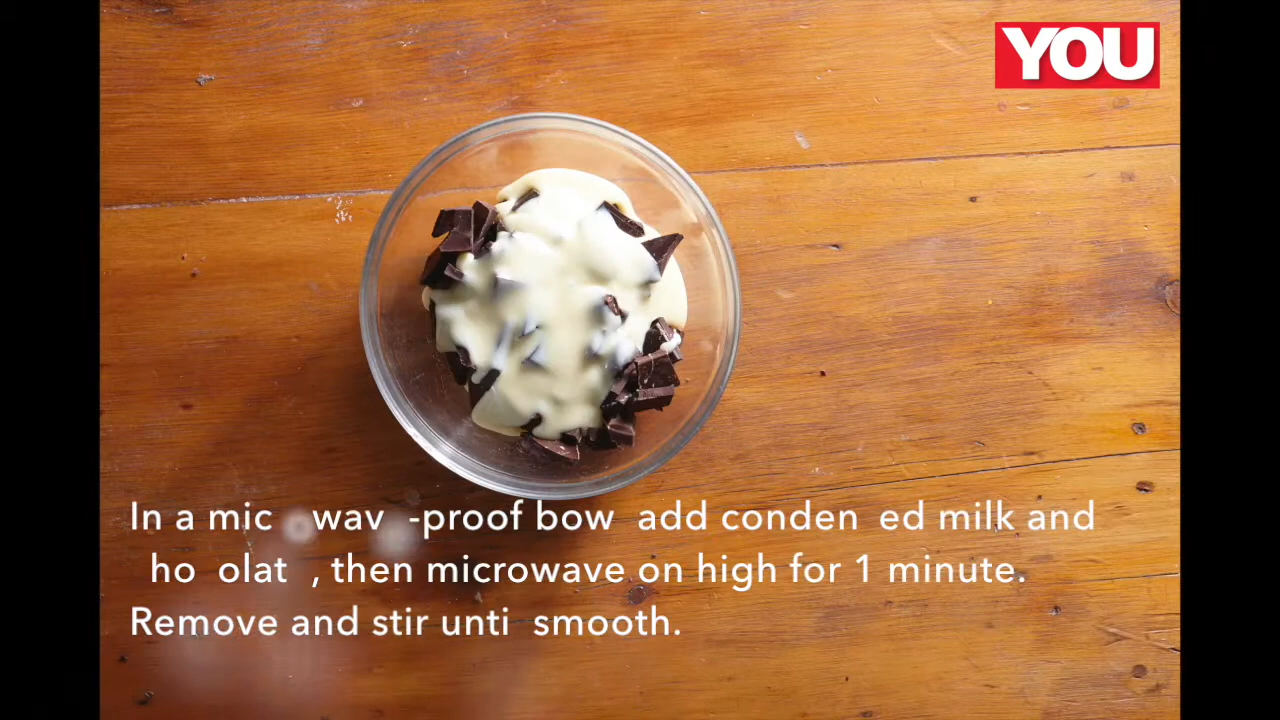 YOU
In a mic wav -proof bow add conden ed milk and
ho olat , then microwave on high for 1 minute.
Remove and stir unti smooth.